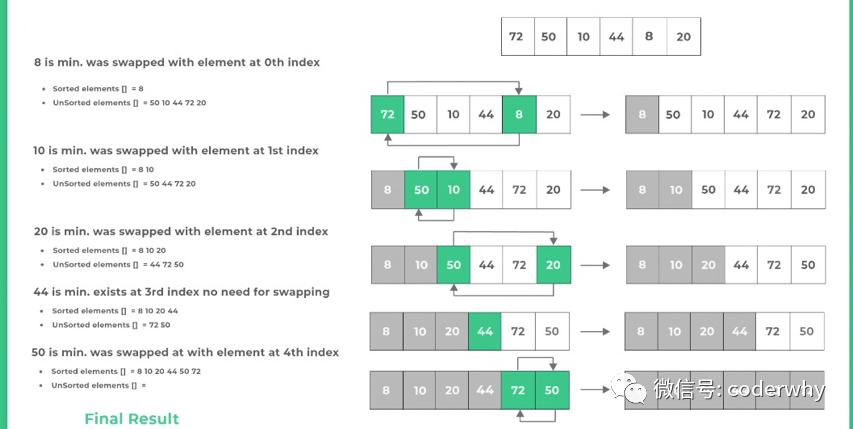 72 50 10 44 8 20
8 is min. was swapped with element at 0th index
Sorted elements [] = 8
UnSorted elements [] = 50 10 44 72 20
72 50 10 44 8 20
8 50 10 44 72 20
10 is min. was swapped with element at 1st index
Sorted elements [] = 8 10
UnSorted elements [] = 50 44 72 20
8 50 10 44 72 20
8 10 50 44 72 20
20 is min. was swapped with element at 2nd index
Sorted elements [] = 8 10 20
UnSorted elements [] = 44 72 50
8 10 50 44 72 20
8 10 20 44 72 50
44 is min. exists at 3rd index no need for swapping
Sorted elements [] = 8 10 20 44
UnSorted elements [] = 72 50
8 10 20 44 72 50
8 10 20 44 72 50
50 is min. was swapped at with element at 4th index
Sorted elements [] = 8 10 20 44 50 72
UnSorted elements [] =
8 10 20 44 72 50
微信号: coderwhy
Final Result